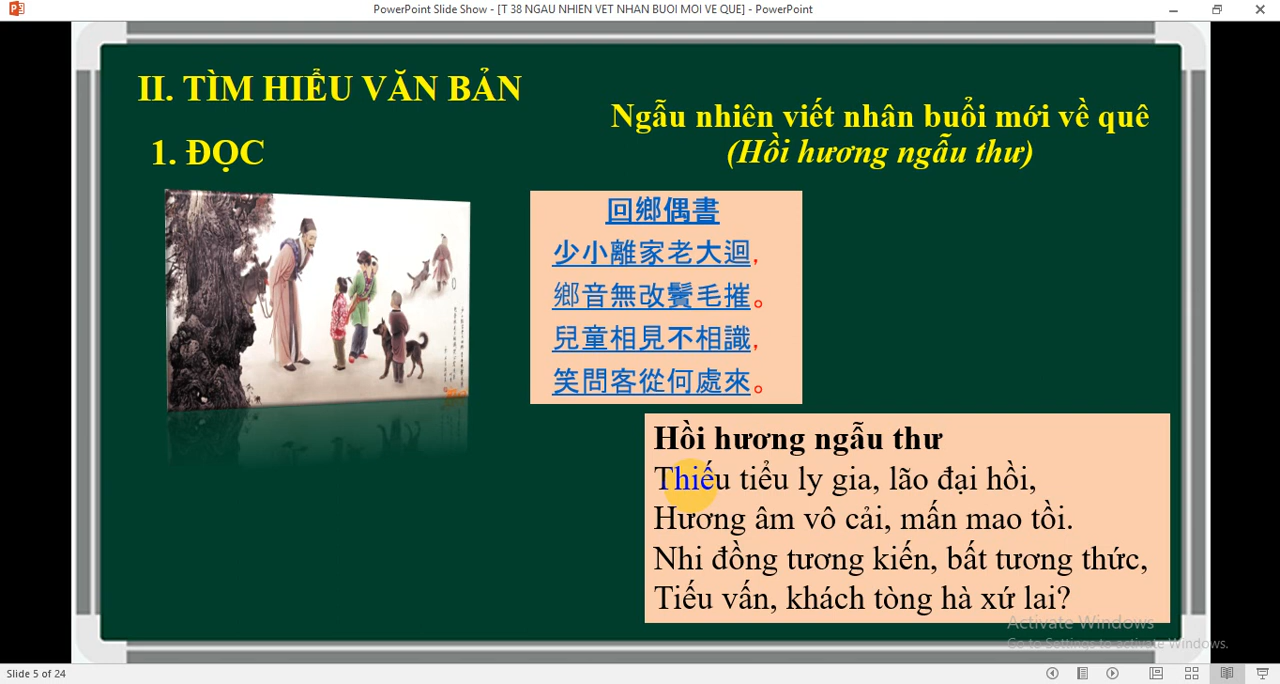 PowerPoint Slide Show - [T 38 NGAU NHIEN VET NHAN BUOI MOI VE QUE] - PowerPoint
II. TÌM HIỂU VĂN BẢN
1. ĐỌC
Ngẫu nhiên viết nhân buổi mới về quê
(Hồi hương ngẫu thư)
回鄉偶書
少小離家老大迴,
鄉音無改鬢毛摧。
兒童相見不相識,
笑問客從何處來。
Hồi hương ngẫu thư
Thiếu tiểu ly gia, lão đại hồi,
Hương âm vô cải, mấn mao tồi.
Nhi đồng tương kiến, bất tương thức,
Tiếu vấn, khách tòng hà xứ lai?
Activate Windows
Go to Settings to activate Windows.
Slide 5 of 24